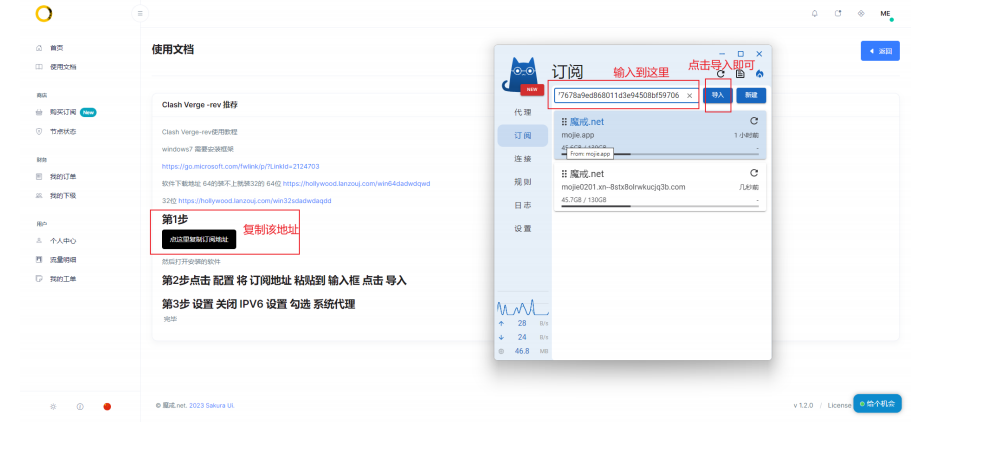 ME
首页
使用文档
商店
购买订阅 New
节点状态
财务
我的订单
我的下级
用户
个人中心
流量明细
我的工单
使用文档
返回
Clash Verge -rev 推荐
Clash Verge-rev使用教程
windows7 需要安装框架
https://go.microsoft.com/fwlink/p/?LinkId=2124703
软件下载地址 64的装不上就装32的 64位 https://hollywood.lanzouj.com/win64dadwdqwd
32位 https://hollywood.lanzouj.com/win32sdadwdaqdd
第1步
点这里复制订阅地址
复制该地址
然后打开安装的软件
第2步点击 配置 将 订阅地址 粘贴到 输入框 点击 导入
第3步 设置 关闭 IPV6 设置 勾选 系统代理
完毕
NEW
订阅
输入到这里
点击导入即可
7678a9ed868011d3e94508bf59706
导入
新建
代理
订阅
连接
规则
日志
设置
魔戒.net
mojie.app
1 小时前
From: mojie.app
-
魔戒.net
mojie0201.xn--8stx8olrwkucjq3b.com
几秒前
45.7GB / 130GB
-
28 B/s
24 B/s
46.8 MB
© 魔戒.net. 2023 Sakura UI.
v 1.2.0 / License
给个机会